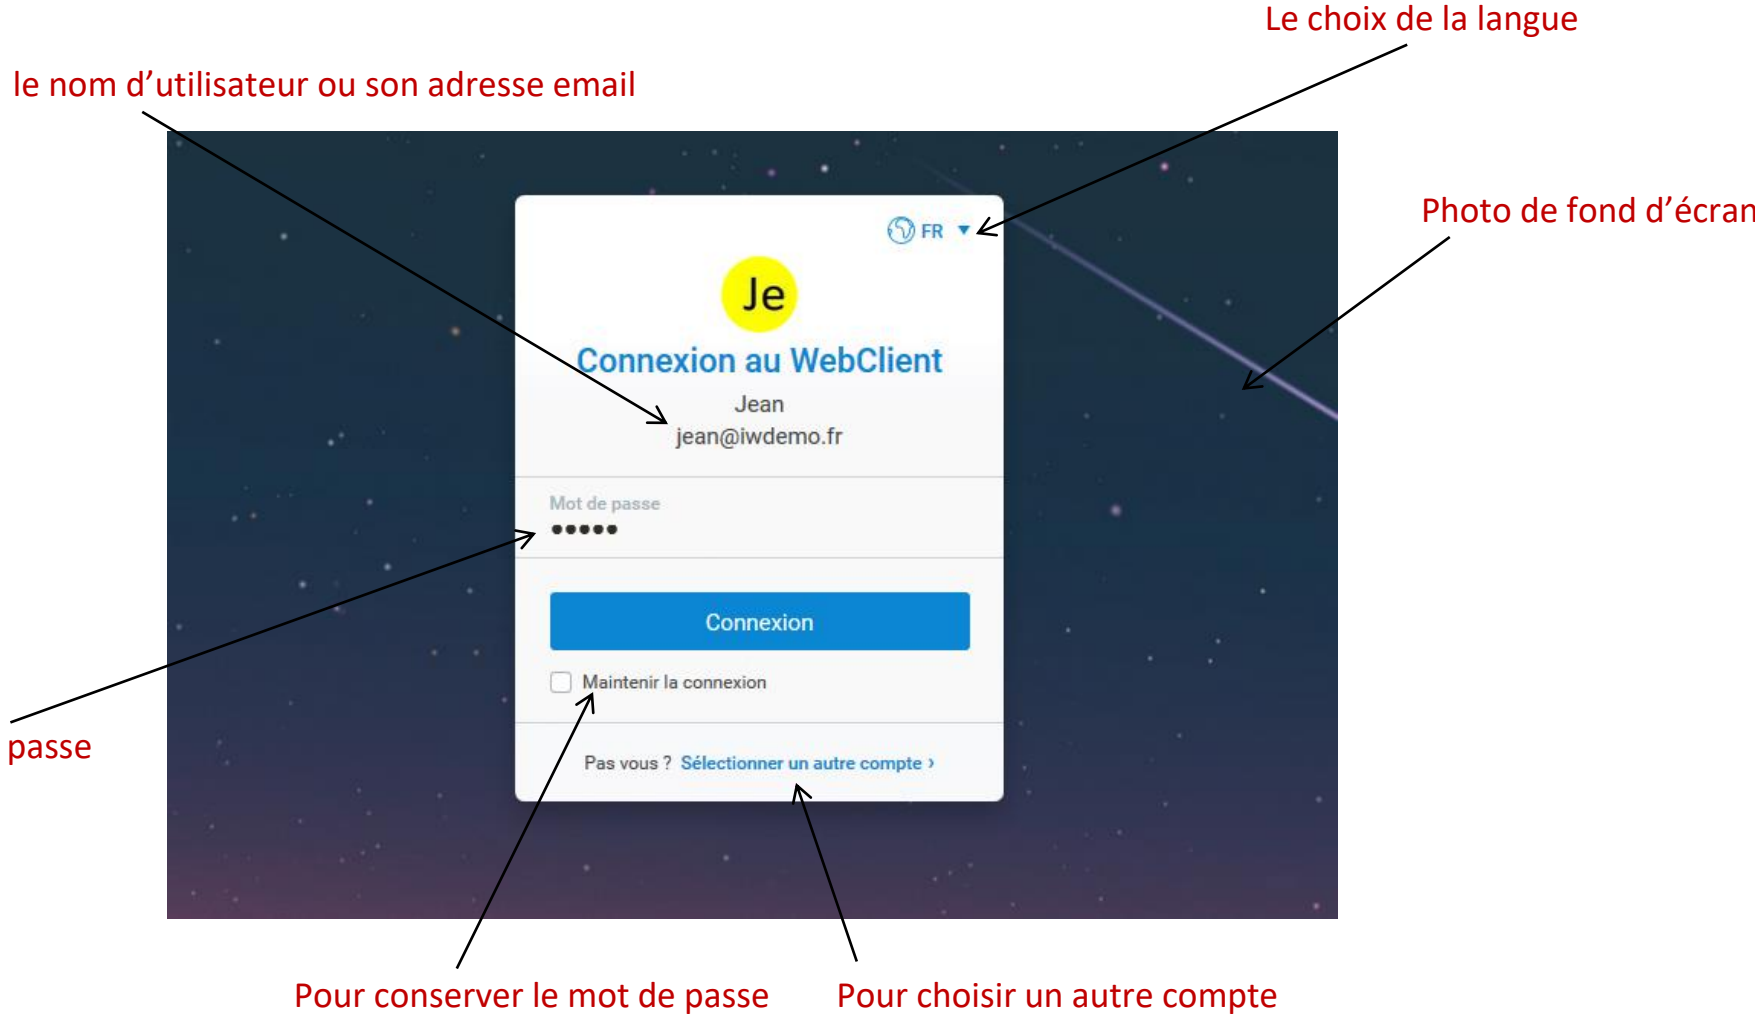 Le choix de la langue
le nom d’utilisateur ou son adresse email
Photo de fond d’écran
FR
Je
Connexion au WebClient
Jean
jean@iwdemo.fr
Mot de passe
•••••
Connexion
Maintenir la connexion
passe
Pas vous ? Sélectionner un autre compte ›
Pour conserver le mot de passe
Pour choisir un autre compte